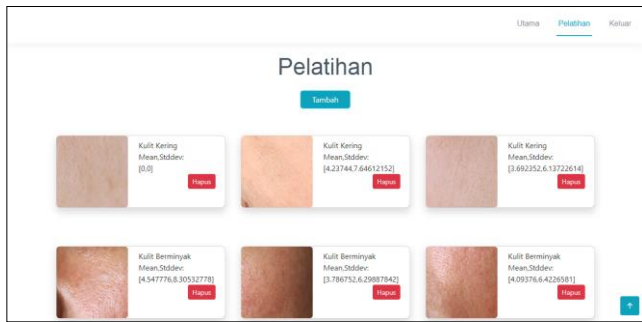 Utama Pelatihan Keluar
Pelatihan
Tambah
Kulit Kering
Mean,Stddev:
[0,0]
Hapus
Kulit Kering
Mean,Stddev:
[4.23744,7.64612152]
Hapus
Kulit Kering
Mean,Stddev:
[3.692352,6.13722614]
Hapus
Kulit Berminyak
Mean,Stddev:
[4.547776,8.30532778]
Hapus
Kulit Berminyak
Mean,Stddev:
[3.786752,6.29887842]
Hapus
Kulit Berminyak
Mean,Stddev:
[4.09376,6.4226581]
Hapus